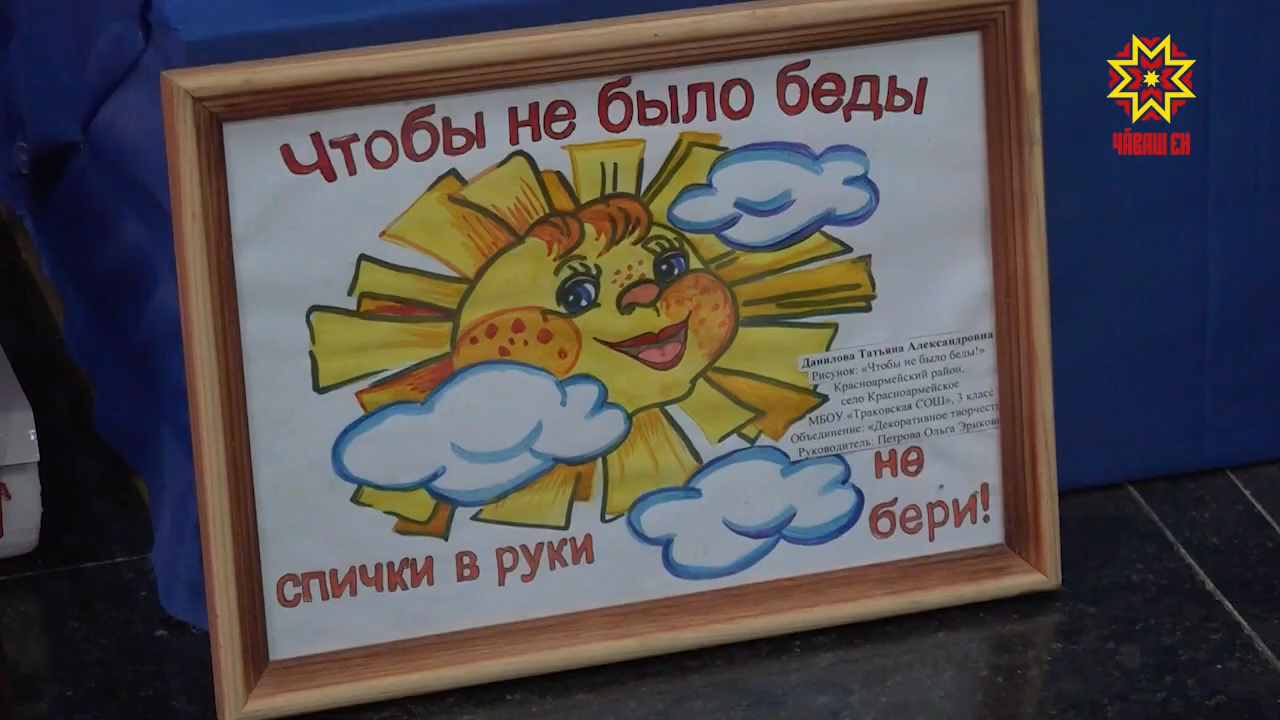 Чтобы не было беды
ЧӐВАШ ЕН
Данилова Татьяна Александровна
Рисунок: «Чтобы не было беды!»
Красноармейский район,
село Красноармейское
МБОУ «Траковская СОШ», 3 класс
Объединение: «Декоративное творчест
Руководитель: Петрова Ольга Эриков
спички в руки
не
бери!